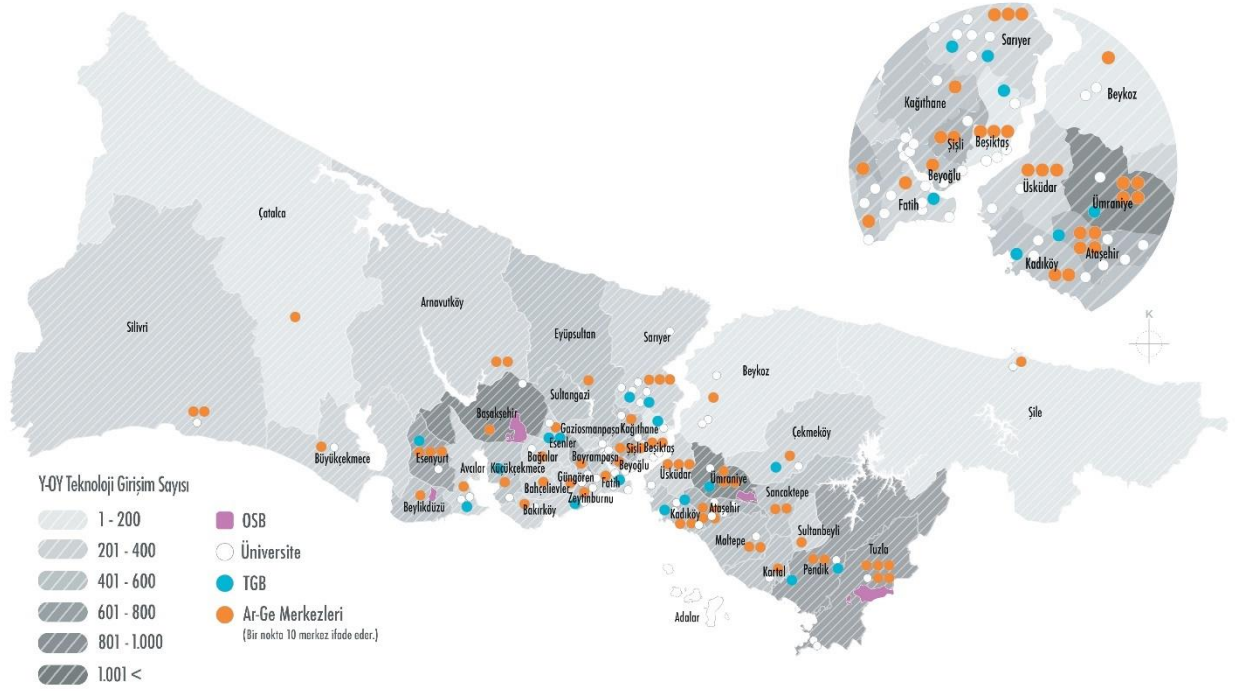 Sarıyer
Kağıthane
Beykoz
Şişli
Beşiktaş
Beyoğlu
Fatih
Üsküdar
Ümraniye
Ataşehir
Kadıköy
K
Çatalca
Silivri
Arnavutköy
Eyüpsultan
Sarıyer
Beykoz
Şile
Sultangazi
Başakşehir
Gaziosmanpaşa
Kağıthane
Esenler
Şişli
Beşiktaş
Çekmeköy
Büyükçekmece
Esenyurt
Avcılar
Küçükçekmece
Bağcılar
Bayrampaşa
Beyoğlu
Üsküdar
Ümraniye
Güngören
Fatih
Bahçelievler
Zeytinburnu
Sancaktepe
Beylikdüzü
Bakırköy
Kadıköy
Ataşehir
Maltepe
Sultanbeyli
Tuzla
Kartal
Pendik
Adalar
Y-OY Teknoloji Girişim Sayısı
1 - 200
201 - 400
401 - 600
601 - 800
801 - 1.000
1.001 <
OSB
Üniversite
TGB
Ar-Ge Merkezleri
(Bir nokta 10 merkez ifade eder.)